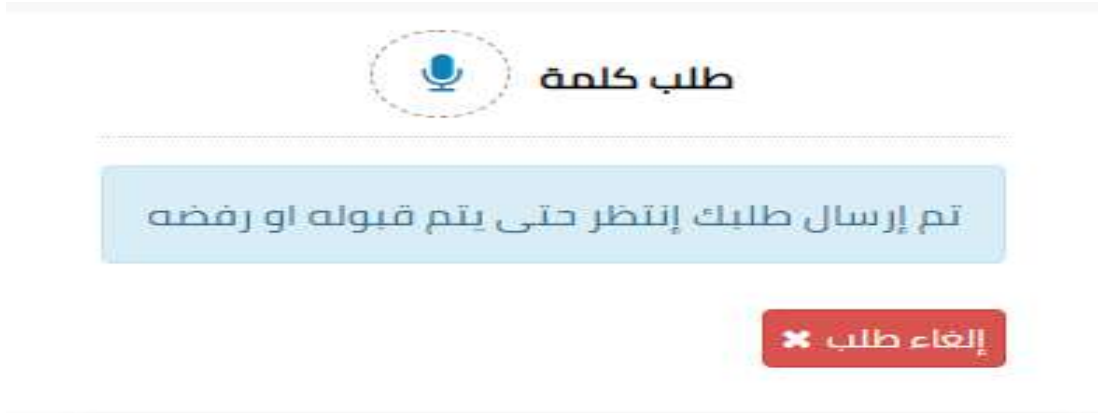 طلب كلمة
تم إرسال طلبك إنتظر حتى يتم قبوله او رفضه
إلغاء طلب ✖